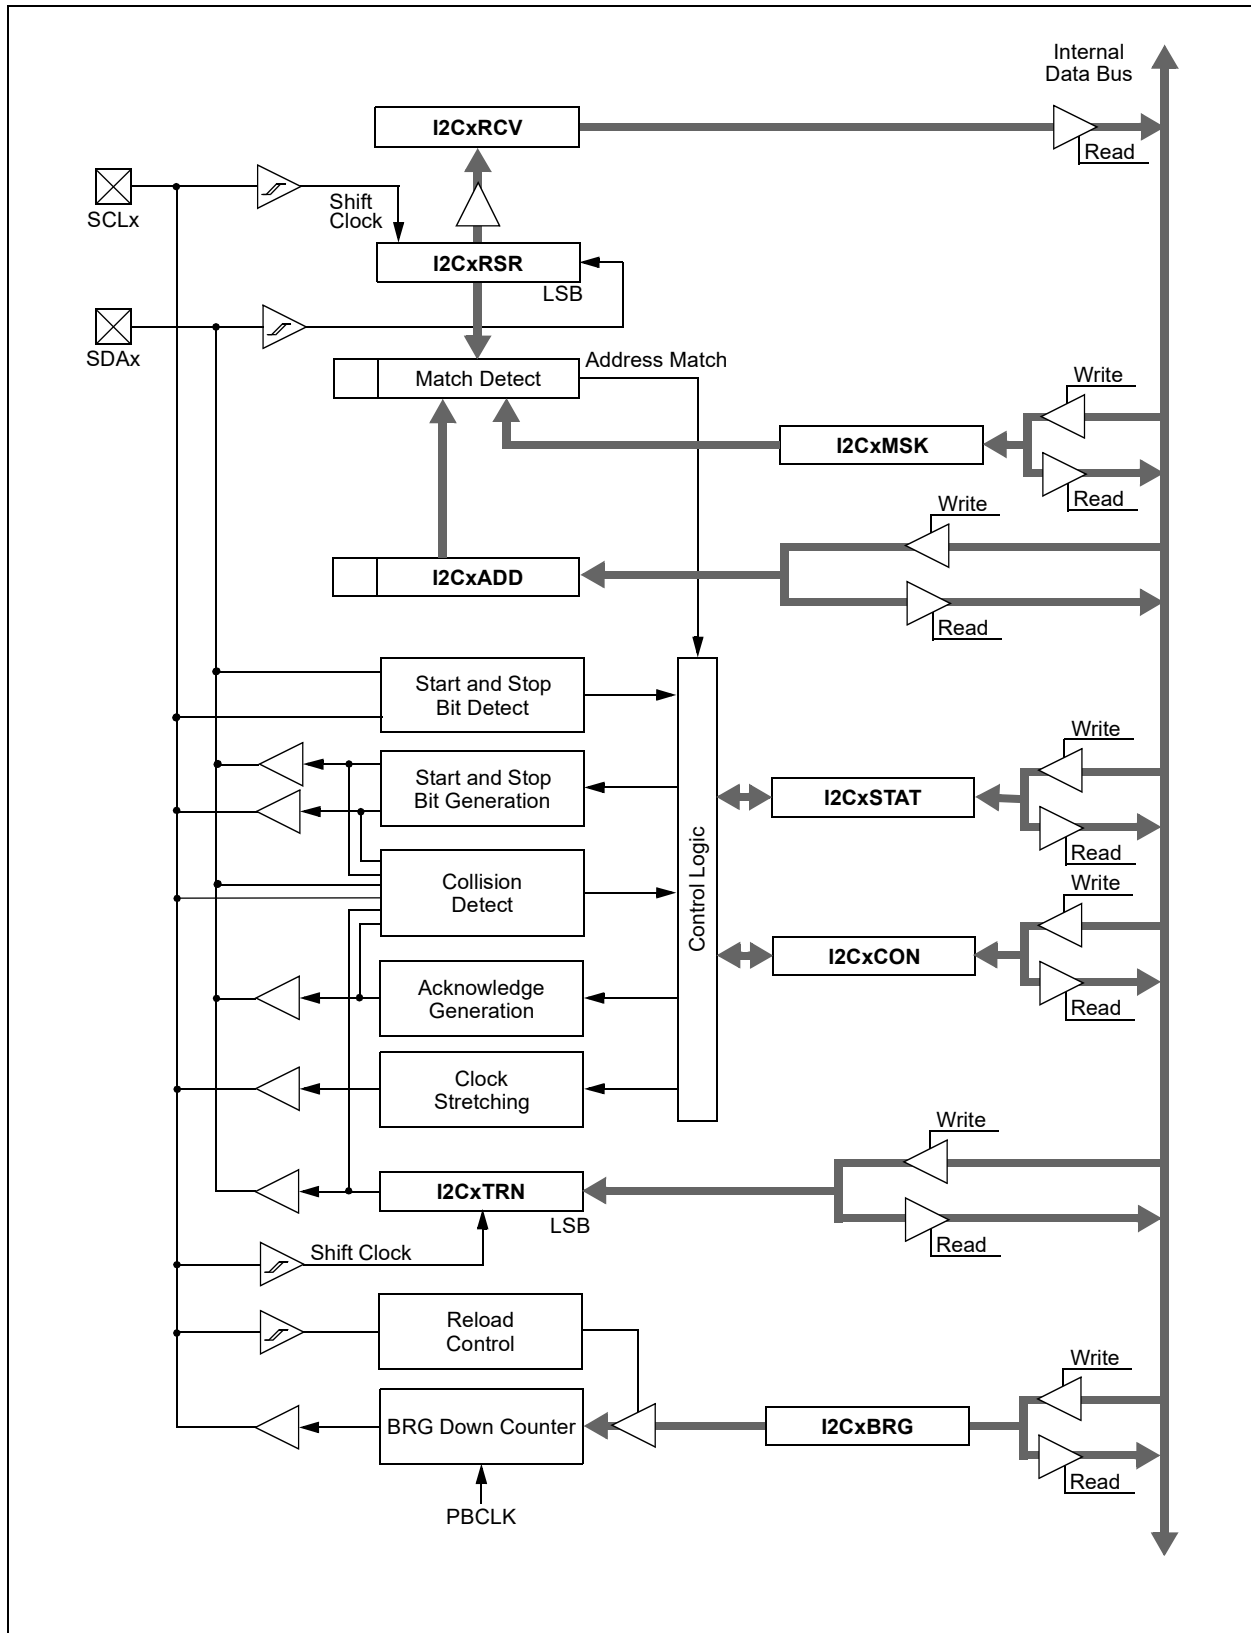 Internal
Data Bus
I2CxRCV
Read
SCLx
Shift
Clock
I2CxRSR
LSB
SDAx
Address Match
Match Detect
Write
I2CxMSK
Read
Write
I2CxADD
Read
Start and Stop
Bit Detect
Write
Start and Stop
Bit Generation
I2CxSTAT
Read
Control Logic
Collision
Detect
Write
I2CxCON
Read
Acknowledge
Generation
Clock
Stretching
Write
I2CxTRN
LSB
Read
Shift Clock
Reload
Control
Write
BRG Down Counter
I2CxBRG
Read
PBCLK